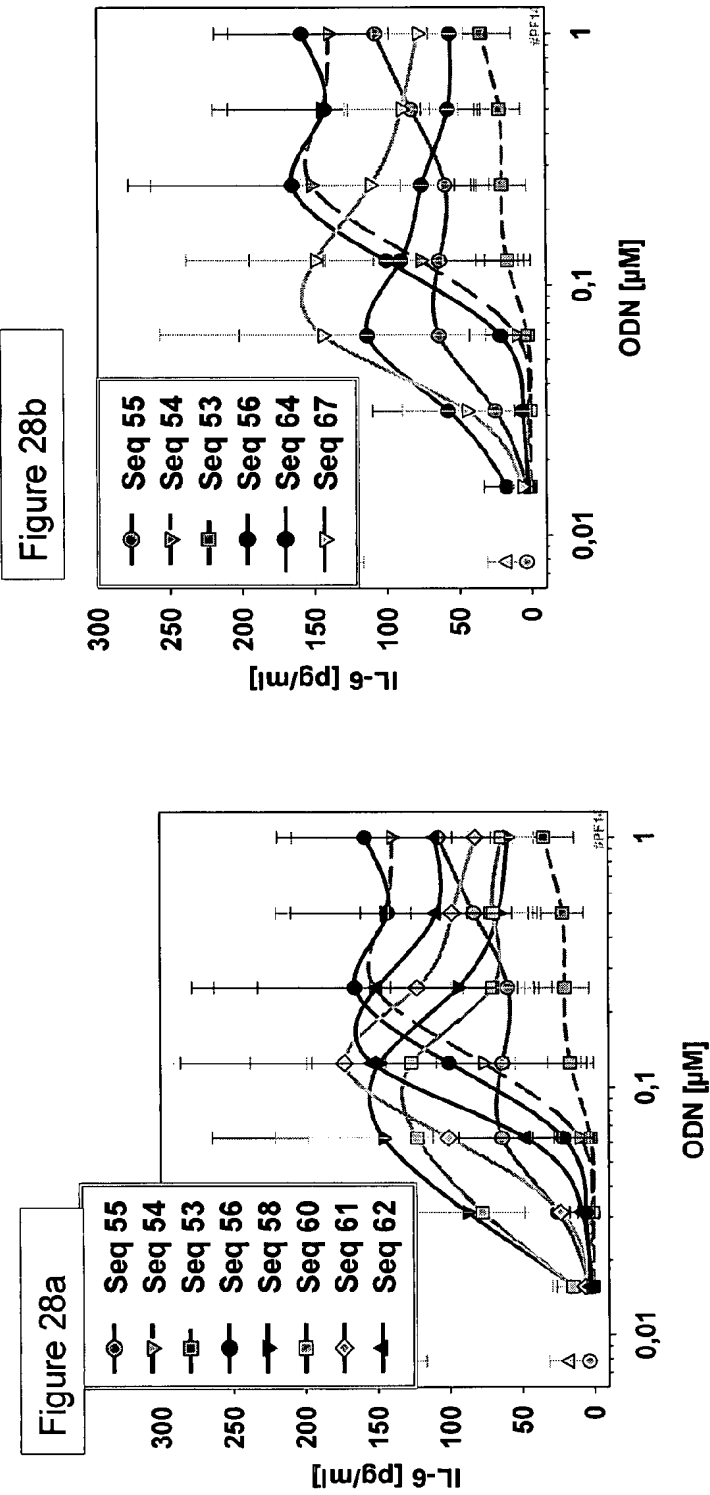 Figure 28a
Seq 55
Seq 54
Seq 53
Seq 56
Seq 58
Seq 60
Seq 61
Seq 62
IL-6 [pg/ml]
300
250
200
150
100
50
0
0,01
0,1
1
ODN [µM]
Figure 28b
Seq 55
Seq 54
Seq 53
Seq 56
Seq 64
Seq 67
IL-6 [pg/ml]
300
250
200
150
100
50
0
0,01
0,1
1
ODN [µM]